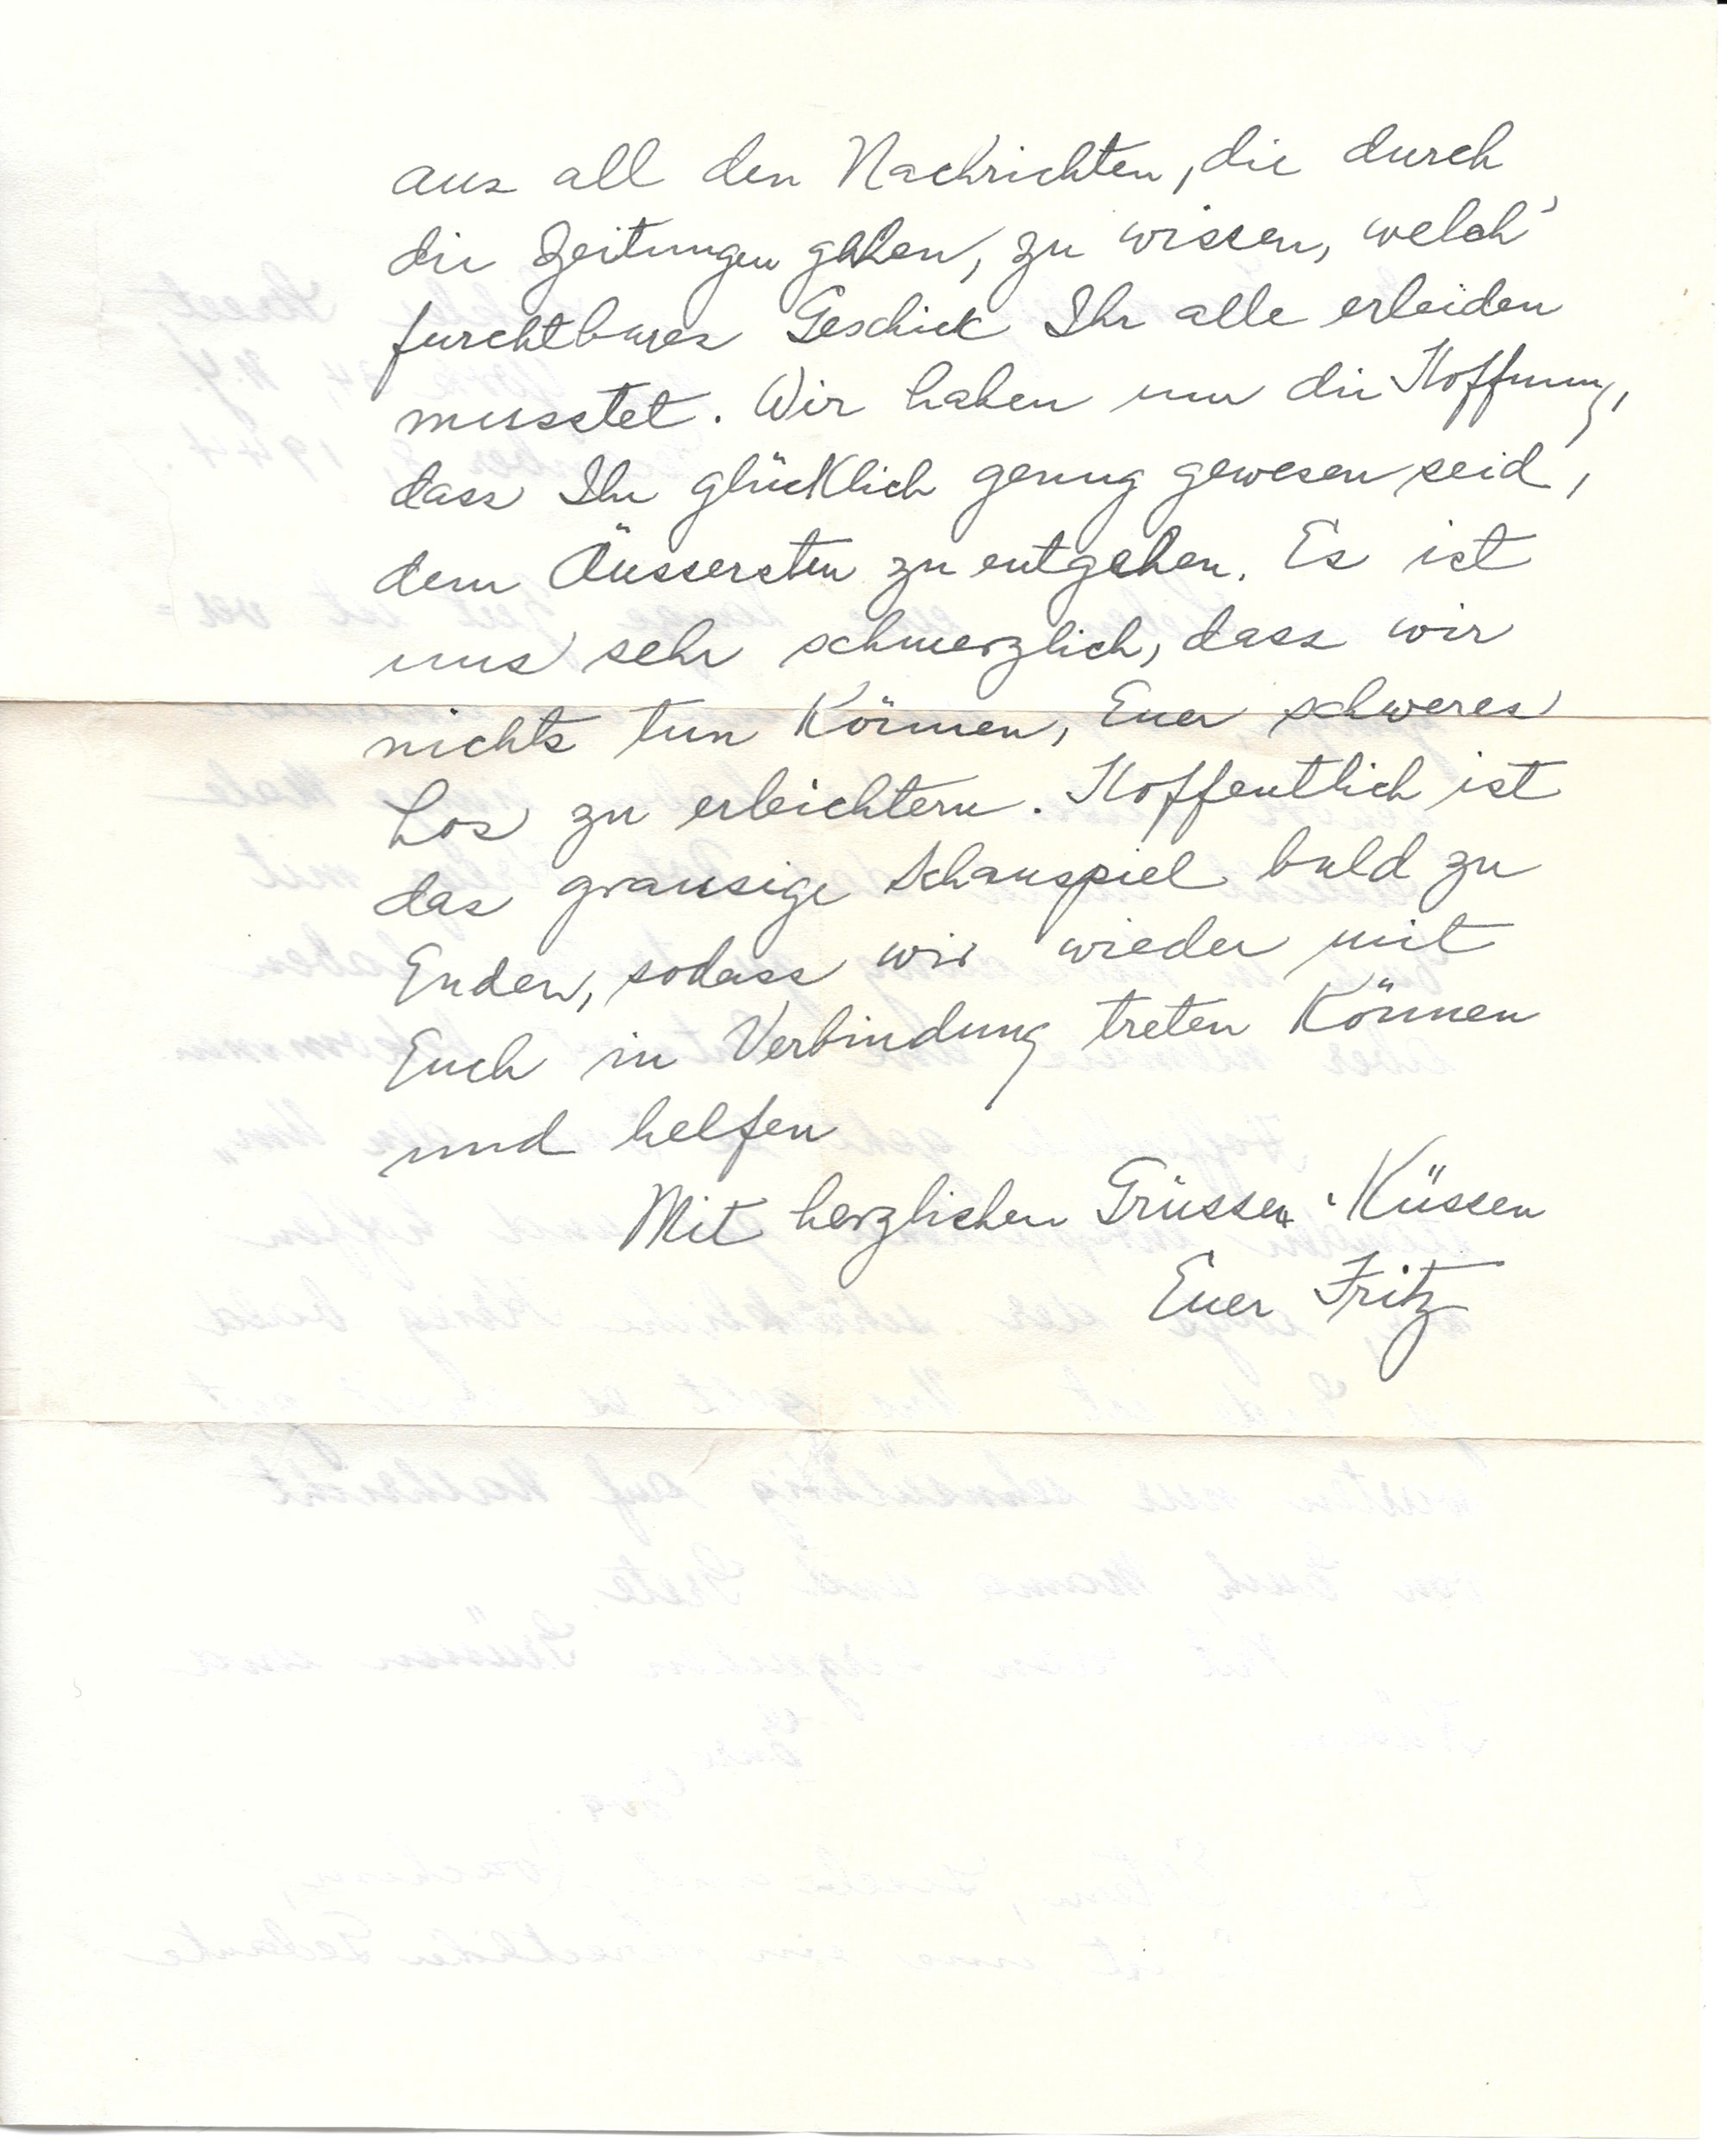 aus all den Nachrichten, die durch
die Zeitungen gehen, zu wissen, welch'
furchtbares Geschick Ihr alle erleiden
musstet. Wir haben nur die Hoffnung,
dass Ihr glücklich genug gewesen seid,
dem Äussersten zu entgehen. Es ist
uns sehr schmerzlich, dass wir
nichts tun können, Euer schweres
Los zu erleichtern. Hoffentlich ist
das grausige Schauspiel bald zu
Enden, sodass wir wieder mit
Euch in Verbindung treten können
und helfen
Mit herzlichen Grüssen Küssen
Euer Fritz